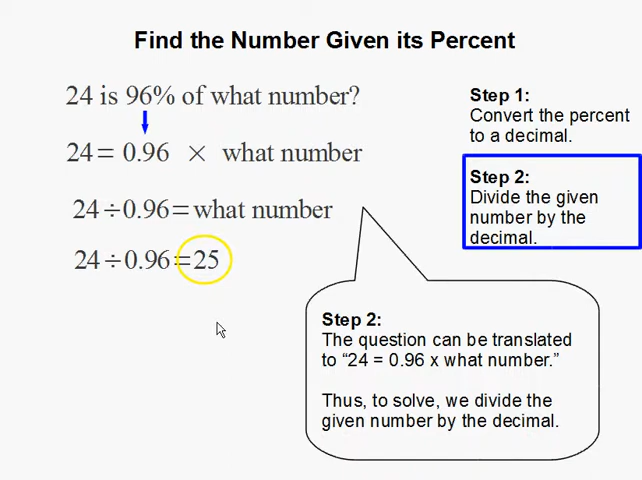 Find the Number Given its Percent
24 is 96% of what number?
24 = 0.96 × what number
24÷0.96=what number
24÷0.96=25
Step 1:
Convert the percent
to a decimal.
Step 2:
Divide the given
number by the
decimal.
Step 2:
The question can be translated
to “24 = 0.96 x what number.”
Thus, to solve, we divide the
given number by the decimal.